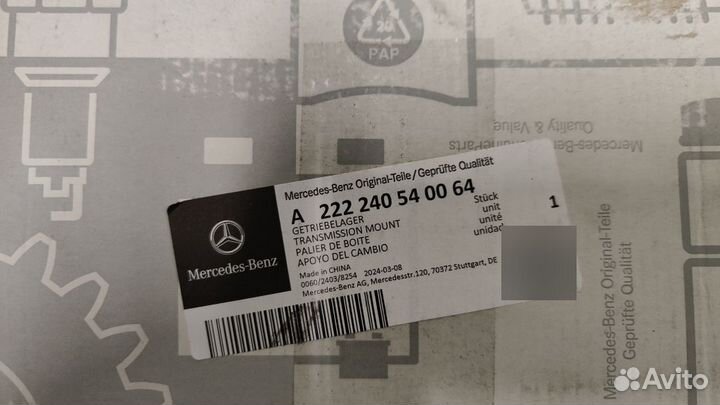 20
PAP
Mercedes-Benz
Quality & Value
Mercedes-Benz Original-Teile/Geprüfte Qualität
A 222 240 54 00 64
GETRIEBELAGER
TRANSMISSION MOUNT
PALIER DE BOITE
APOYO DEL CAMBIO
Stück
unit
unité
unidad
1
Made in CHINA
0060/2403/8254 2024-03-08
Mercedes-Benz AG, Mercedesstr.120, 70372 Stuttgart, DE
Mercedes-Benz Original-Teile
Geprüfte Qualität
Avito